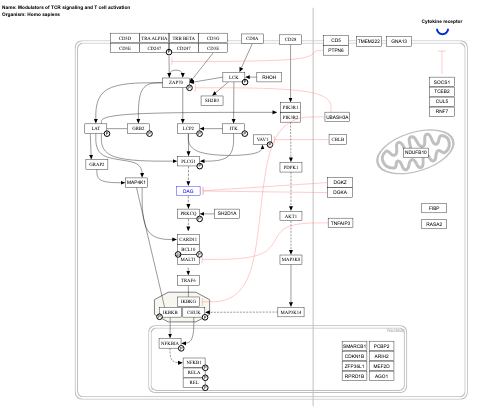 Name: Modulators of TCR signaling and T cell activation
Organism: Homo sapiens
Cytokine receptor
CD3D
TRA ALPHA
TRB BETA
CD3G
CD8A
CD28
CD5
TMEM222
GNA13
CD3E
CD247
CD247
CD3E
PTPN6
ZAP70
LCK
RHOH
SOCS1
TCEB2
CUL5
RNF7
SH2B3
PIK3R1
PIK3R2
UBASH3A
LAT
GRB2
LCP2
ITK
VAV1
CBLB
NDUFB10
GRAP2
PLCG1
PDPK1
MAP4K1
DAG
DGKZ
DGKA
PRKCQ
SH2D1A
AKT1
FIBP
TNFAIP3
RASA2
CARD11
BCL10
MALT1
MAP3K8
TRAF6
IKBKG
IKBKB
CHUK
MAP3K14
NFKBIA
SMARCB1
PCBP2
CDKN1B
ARIH2
NFKB1
ZFP36L1
MEF2D
RELA
RPRD1B
AGO1
REL